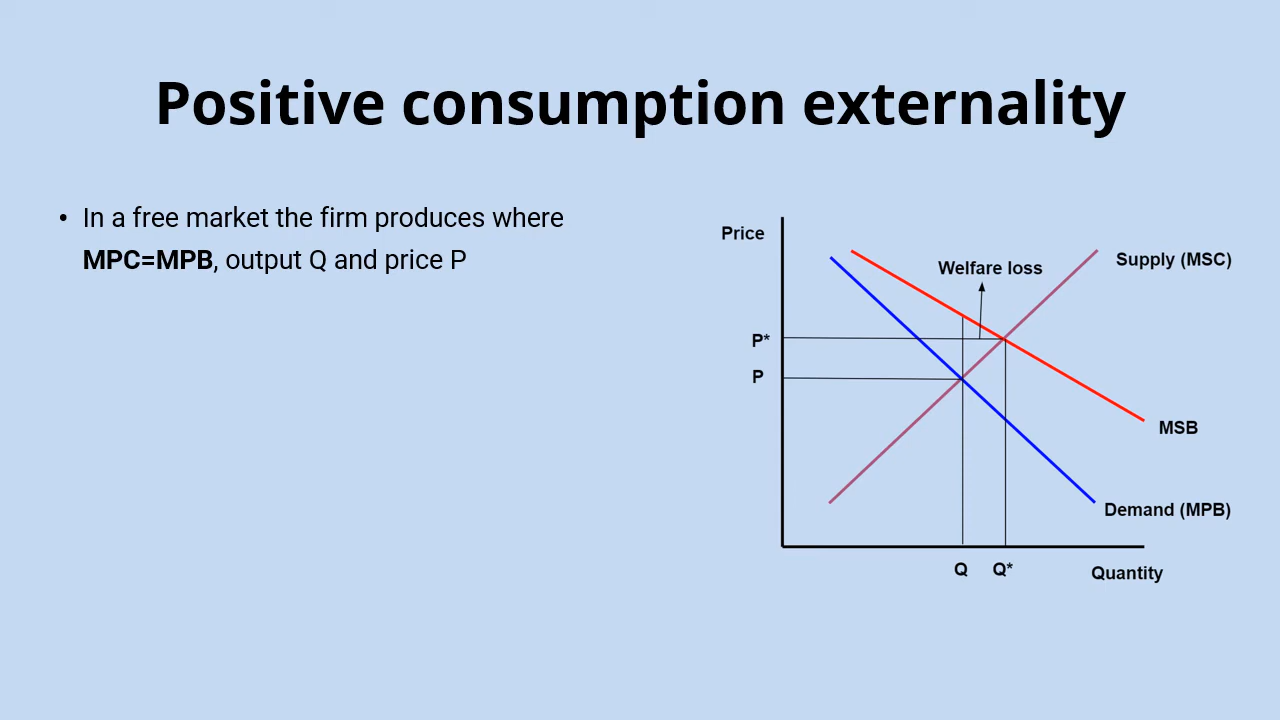 Positive consumption externality
• In a free market the firm produces where
MPC=MPB, output Q and price P
Price
Welfare loss
Supply (MSC)
P*
P
MSB
Demand (MPB)
Q
Q*
Quantity